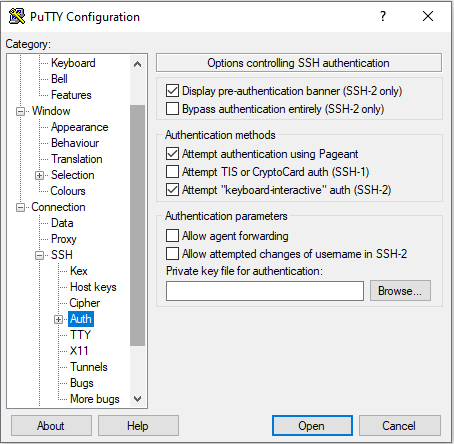 PuTTY Configuration
?
Category:
Keyboard
Bell
Features
Window
Appearance
Behaviour
Translation
Selection
Colours
Connection
Data
Proxy
SSH
Kex
Host keys
Cipher
Auth
TTY
X11
Tunnels
Bugs
More bugs
Options controlling SSH authentication
Display pre-authentication banner (SSH-2 only)
Bypass authentication entirely (SSH-2 only)
Authentication methods
Attempt authentication using Pageant
Attempt TIS or CryptoCard auth (SSH-1)
Attempt "keyboard-interactive" auth (SSH-2)
Authentication parameters
Allow agent forwarding
Allow attempted changes of username in SSH-2
Private key file for authentication:
Browse...
About
Help
Open
Cancel